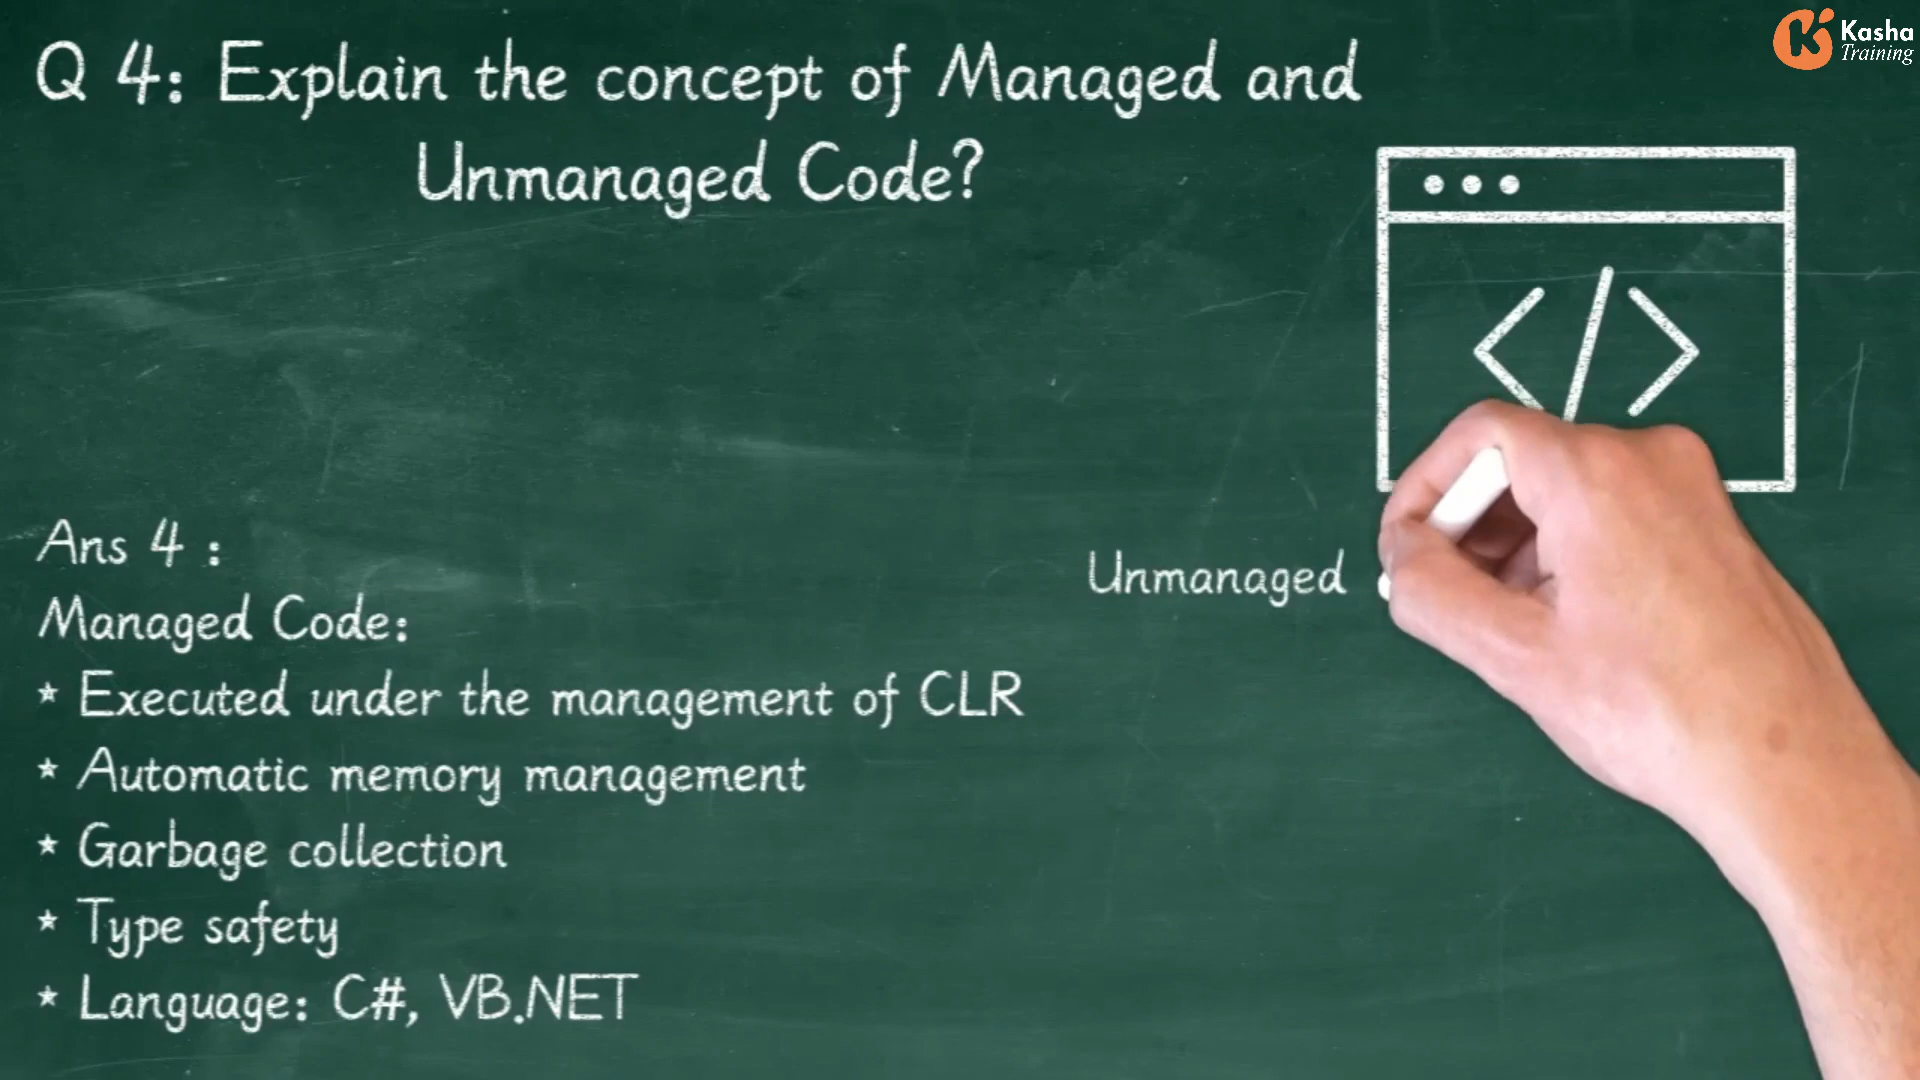 Kasha
Training
Q 4: Explain the concept of Managed and
Unmanaged Code?
</>
Ans 4 :
Managed Code:
* Executed under the management of CLR
* Automatic memory management
* Garbage collection
* Type safety
* Language: C#, VB.NET
Unmanaged